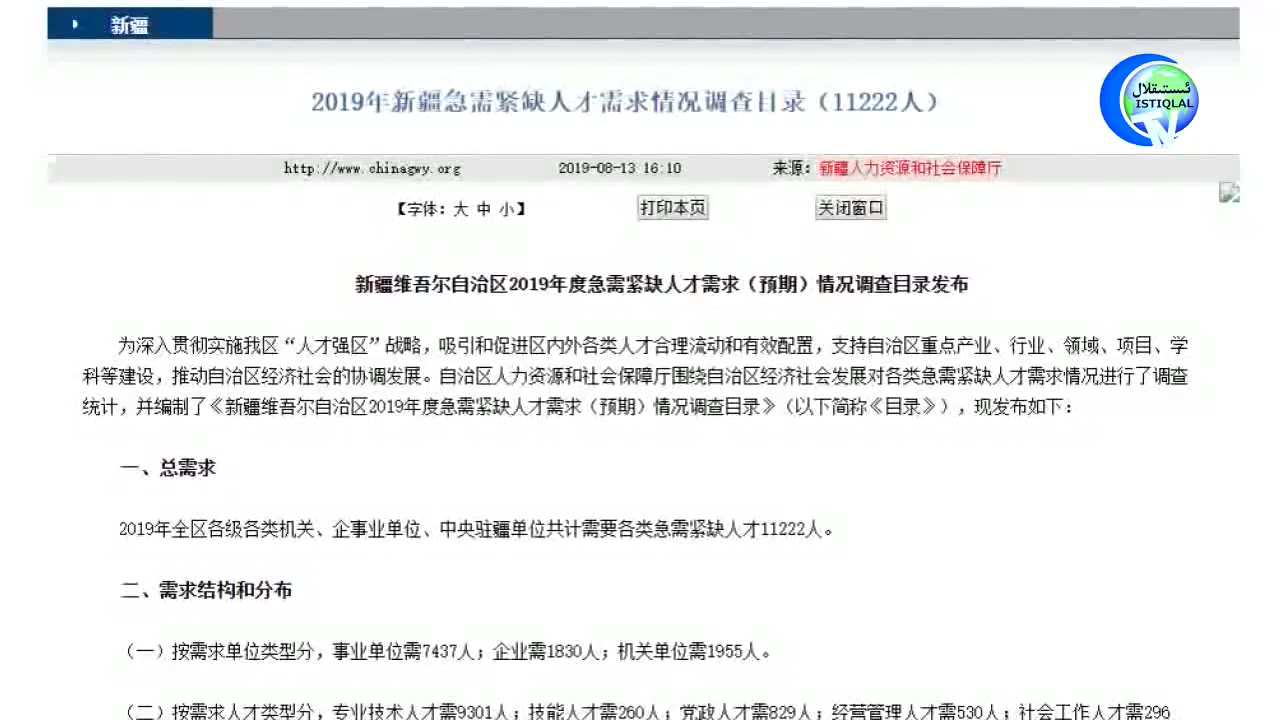 新疆
ئىستىقلال
ISTIQLAL
TV
2019年新疆急需紧缺人才需求情况调查目录（11222人）
http://www.chinagwy.org 2019-08-13 16:10 来源：新疆人力资源和社会保障厅
【字体：大 中 小】 打印本页 关闭窗口
新疆维吾尔自治区2019年度急需紧缺人才需求（预期）情况调查目录发布
为深入贯彻实施我区“人才强区”战略，吸引和促进区内外各类人才合理流动和有效配置，支持自治区重点产业、行业、领域、项目、学
科等建设，推动自治区经济社会的协调发展。自治区人力资源和社会保障厅围绕自治区经济社会发展对各类急需紧缺人才需求情况进行了调查
统计，并编制了《新疆维吾尔自治区2019年度急需紧缺人才需求（预期）情况调查目录》（以下简称《目录》），现发布如下：
一、总需求
2019年全区各级各类机关、企事业单位、中央驻疆单位共计需要各类急需紧缺人才11222人。
二、需求结构和分布
（一）按需求单位类型分，事业单位需7437人；企业需1830人；机关单位需1955人。
（二）按需求人才类型分，专业技术人才需9301人；技能人才需260人；党政人才需829人；经营管理人才需530人；社会工作人才需296